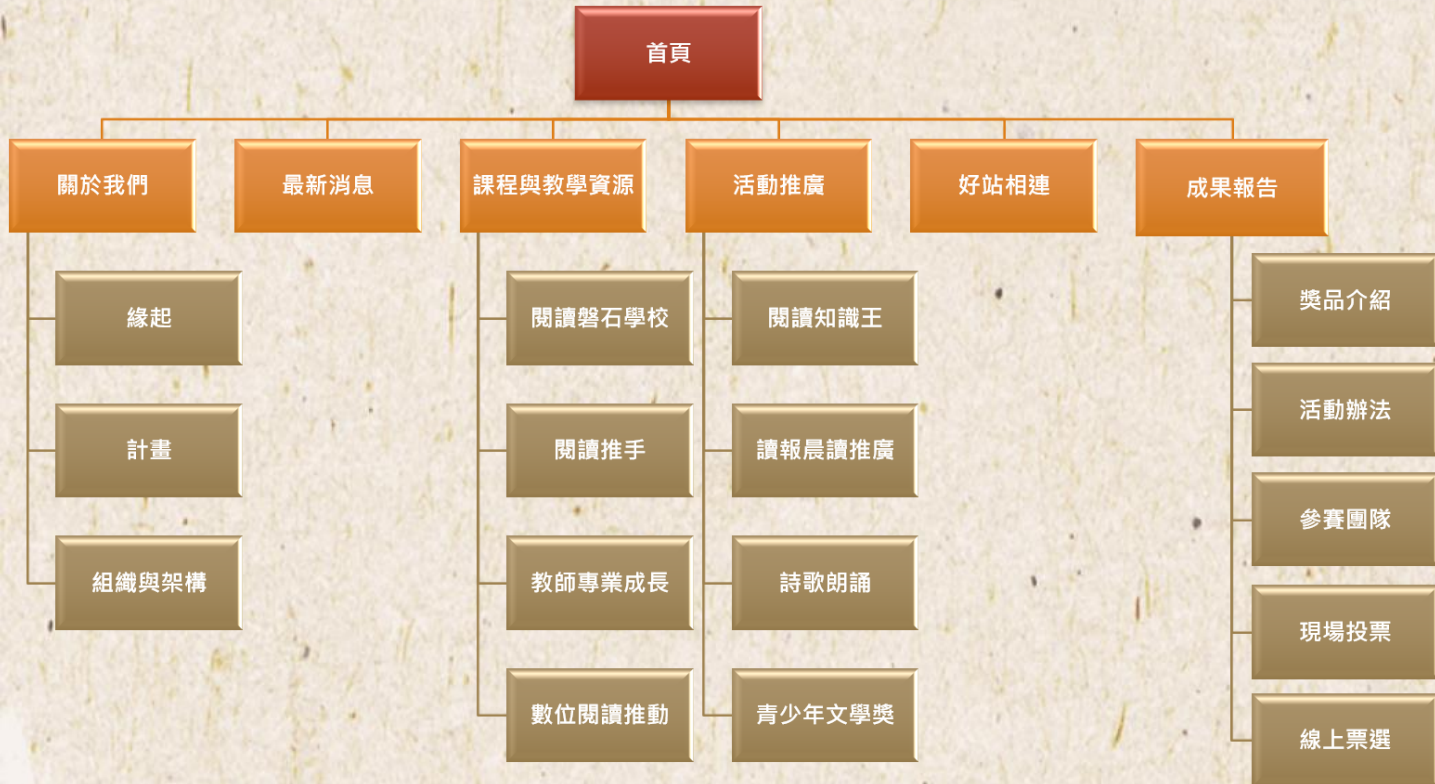 首頁
關於我們
最新消息
課程與教學資源
活動推廣
好站相連
成果報告
緣起
計畫
組織與架構
閱讀磐石學校
閱讀推手
教師專業成長
數位閱讀推動
閱讀知識王
讀報晨讀推廣
詩歌朗誦
青少年文學獎
獎品介紹
活動辦法
參賽團隊
現場投票
線上票選